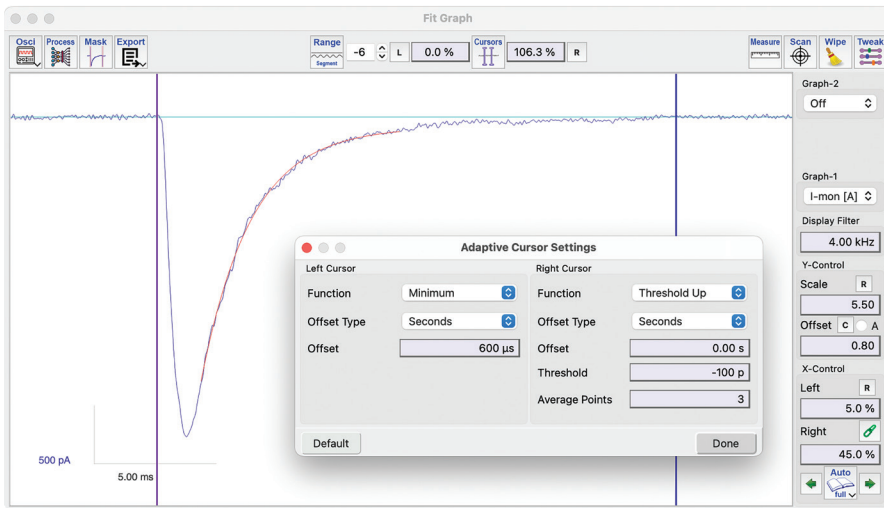 Fit Graph
Osci Process Mask Export Range Segment -6 L 0.0 % Cursors 106.3 % R Measure Scan Wipe Tweak
Graph-2
Off
Graph-1
I-mon [A]
Display Filter
4.00 kHz
Y-Control
Scale R
5.50
Offset C A
0.80
X-Control
Left R
5.0 %
Right
45.0 %
Auto
full
Adaptive Cursor Settings
Left Cursor
Function Minimum
Offset Type Seconds
Offset 600 µs
Right Cursor
Function Threshold Up
Offset Type Seconds
Offset 0.00 s
Threshold -100 p
Average Points 3
Default Done
500 pA
5.00 ms